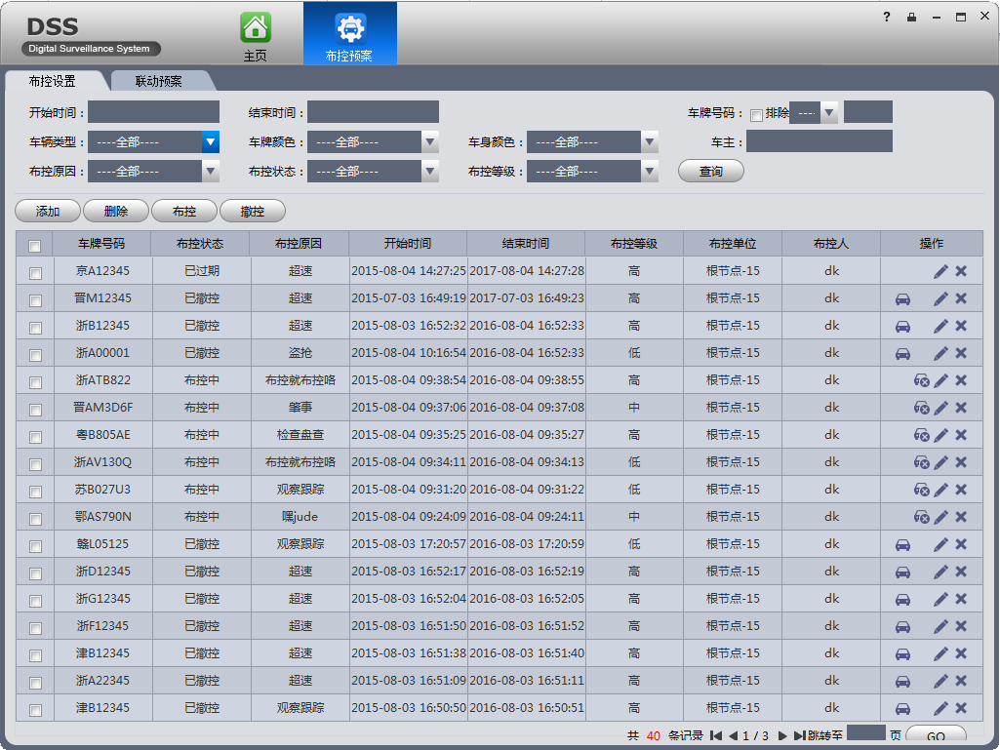 DSS
Digital Surveillance System
主页
布控预案
?
布控设置 联动预案
开始时间： 结束时间： 车牌号码： 排除 ----
车辆类型： ----全部---- 车牌颜色： ----全部---- 车身颜色： ----全部---- 车主：
布控原因： ----全部---- 布控状态： ----全部---- 布控等级： ----全部---- 查询
添加 删除 布控 撤控
车牌号码 布控状态 布控原因 开始时间 结束时间 布控等级 布控单位 布控人 操作
京A12345 已过期 超速 2015-08-04 14:27:25 2017-08-04 14:27:28 高 根节点-15 dk
晋M12345 已撤控 超速 2015-07-03 16:49:19 2017-07-03 16:49:23 高 根节点-15 dk
浙B12345 已撤控 超速 2015-08-04 16:52:32 2016-08-04 16:52:33 高 根节点-15 dk
浙A00001 已撤控 盗抢 2015-08-04 10:16:54 2016-08-04 16:52:33 低 根节点-15 dk
浙ATB822 布控中 布控就布控咯 2015-08-04 09:38:54 2016-08-04 09:38:55 高 根节点-15 dk
晋AM3D6F 布控中 肇事 2015-08-04 09:37:06 2016-08-04 09:37:08 中 根节点-15 dk
粤B805AE 布控中 检查盘查 2015-08-04 09:35:25 2016-08-04 09:35:27 高 根节点-15 dk
浙AV130Q 布控中 布控就布控咯 2015-08-04 09:34:11 2016-08-04 09:34:13 低 根节点-15 dk
苏B027U3 布控中 观察跟踪 2015-08-04 09:31:20 2016-08-04 09:31:22 低 根节点-15 dk
鄂AS790N 布控中 嘿jude 2015-08-04 09:24:09 2016-08-04 09:24:11 中 根节点-15 dk
赣L05125 已撤控 观察跟踪 2015-08-03 17:20:57 2016-08-03 17:20:59 低 根节点-15 dk
浙D12345 已撤控 超速 2015-08-03 16:52:17 2016-08-03 16:52:19 高 根节点-15 dk
浙G12345 已撤控 超速 2015-08-03 16:52:04 2016-08-03 16:52:05 高 根节点-15 dk
浙F12345 已撤控 超速 2015-08-03 16:51:50 2016-08-03 16:51:52 高 根节点-15 dk
津B12345 已撤控 超速 2015-08-03 16:51:38 2016-08-03 16:51:40 高 根节点-15 dk
浙A22345 已撤控 超速 2015-08-03 16:51:09 2016-08-03 16:51:11 高 根节点-15 dk
津B12345 已撤控 观察跟踪 2015-08-03 16:50:50 2016-08-03 16:50:51 高 根节点-15 dk
共 40 条记录 1 / 3 跳转至 页 GO